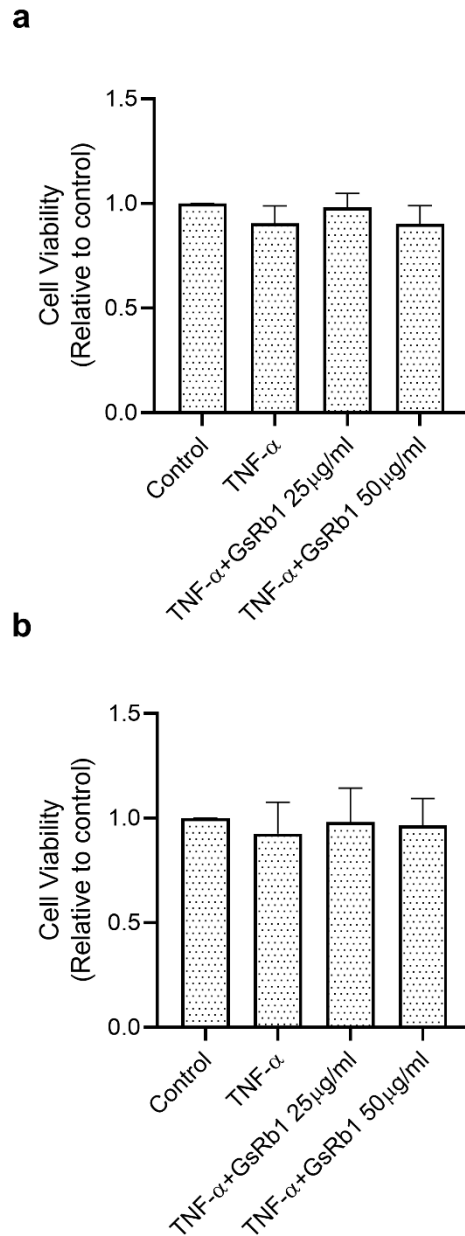 a
Cell Viability
(Relative to control)
1.5
1.0
0.5
0.0
Control
TNF-α
TNF-α+GsRb1 25μg/ml
TNF-α+GsRb1 50μg/ml
b
Cell Viability
(Relative to control)
1.5
1.0
0.5
0.0
Control
TNF-α
TNF-α+GsRb1 25μg/ml
TNF-α+GsRb1 50μg/ml